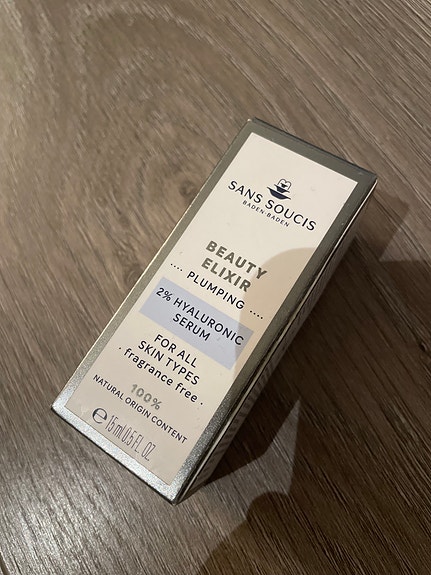 SANS SOUCIS
BADEN-BADEN
BEAUTY
ELIXIR
.... PLUMPING ....
2% HYALURONIC
SERUM
FOR ALL
SKIN TYPES
. fragrance free .
100%
NATURAL ORIGIN CONTENT
℮ 15 ml 0.5 FL. OZ.